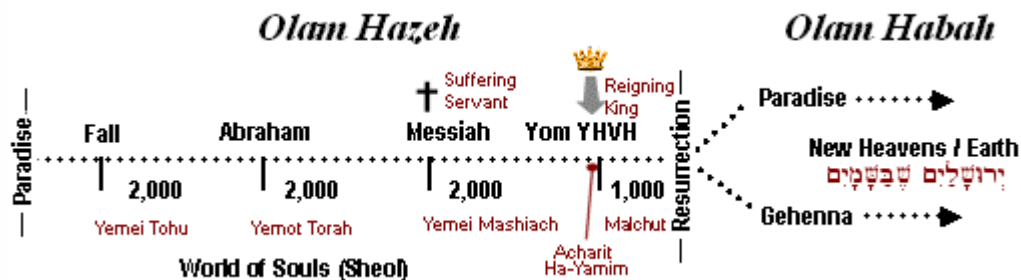 Olam Hazeh
Olam Habah
Suffering
Servant
Reigning
King
Paradise
Fall
Abraham
Messiah
Yom YHVH
Resurrection
Paradise
2,000
2,000
2,000
1,000
New Heavens / Earth
יְרוּשָׁלַיִם שֶׁבַּשָּׁמָיִם
Yemei Tohu
Yemot Torah
Yemei Mashiach
Malchut
Gehenna
Acharit
Ha-Yamim
World of Souls (Sheol)